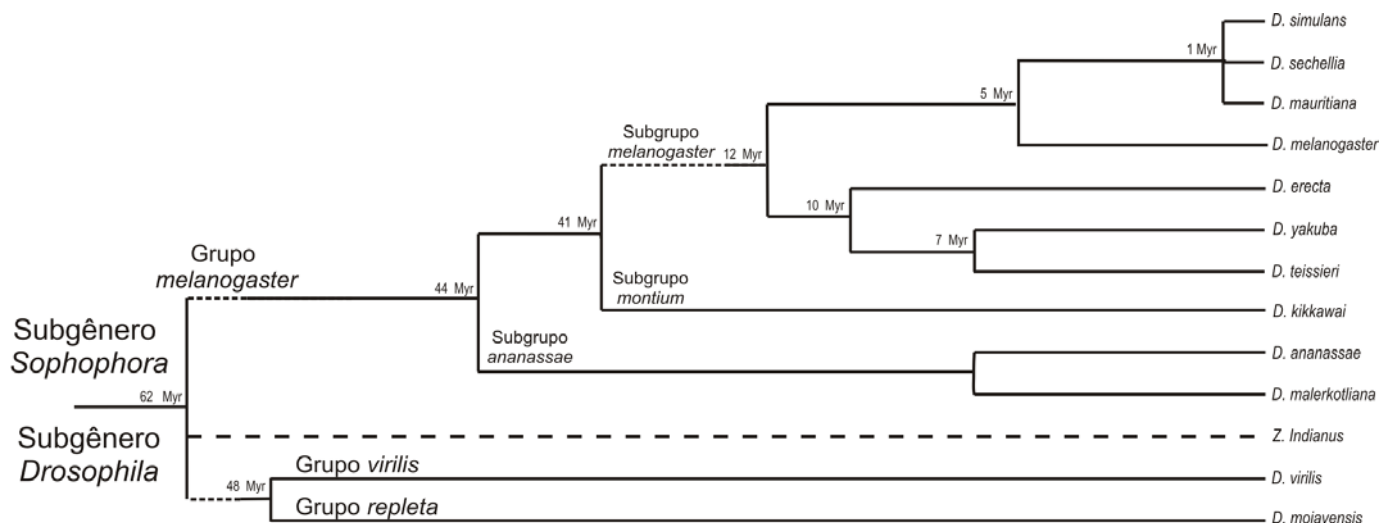 D. simulans
1 Myr
D. sechellia
5 Myr
D. mauritiana
Subgrupo
melanogaster
12 Myr
D. melanogaster
D. erecta
10 Myr
41 Myr
D. yakuba
7 Myr
Grupo
melanogaster
D. teissieri
44 Myr
Subgrupo
montium
D. kikkawai
Subgênero
Sophophora
Subgrupo
ananassae
D. ananassae
D. malerkotliana
62 Myr
Subgênero
Drosophila
Z. Indianus
Grupo virilis
D. virilis
48 Myr
Grupo repleta
D. mojavensis